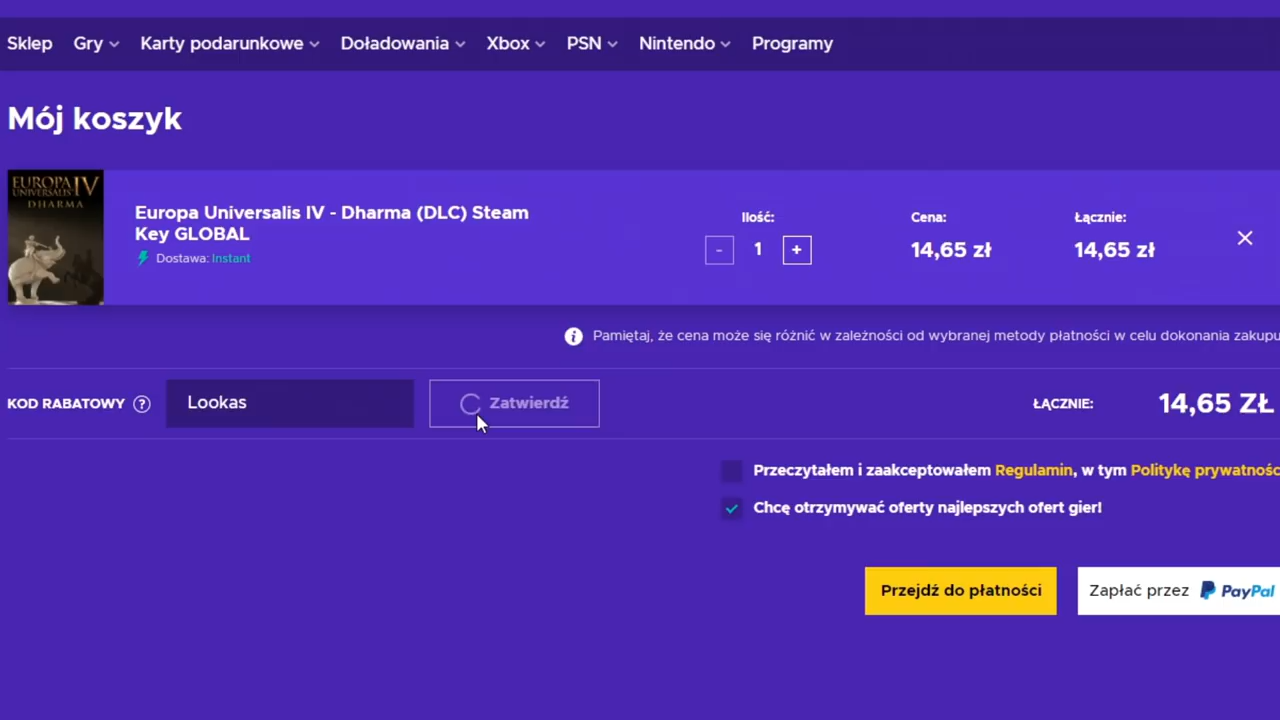 Sklep Gry Karty podarunkowe Doładowania Xbox PSN Nintendo Programy
Mój koszyk
EUROPA IV
UNIVERSALIS
DHARMA
Europa Universalis IV - Dharma (DLC) Steam
Key GLOBAL
Dostawa: Instant
Ilość:
- 1 +
Cena:
14,65 zł
Łącznie:
14,65 zł
Pamiętaj, że cena może się różnić w zależności od wybranej metody płatności w celu dokonania zakupu
KOD RABATOWY ? Lookas Zatwierdź
ŁĄCZNIE: 14,65 ZŁ
Przeczytałem i zaakceptowałem Regulamin, w tym Politykę prywatnośc
Chcę otrzymywać oferty najlepszych ofert gier!
Przejdź do płatności
Zapłać przez PayPal